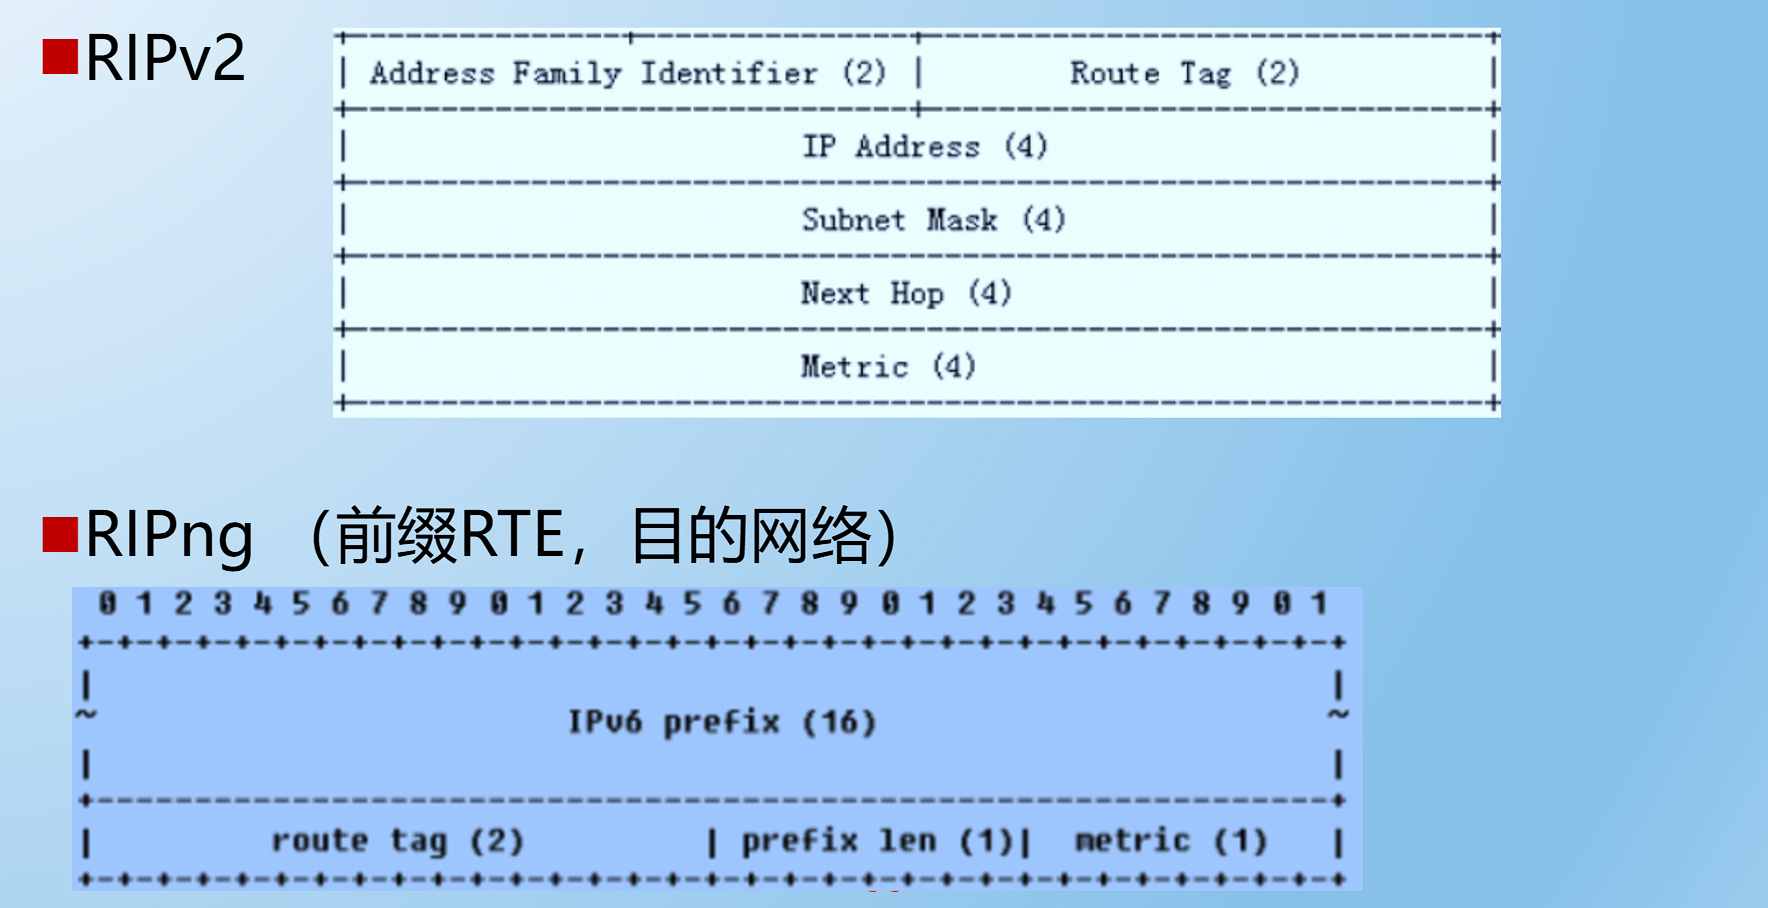 RIPv2
Address Family Identifier (2) | Route Tag (2)
IP Address (4)
Subnet Mask (4)
Next Hop (4)
Metric (4)
RIPng （前缀RTE，目的网络）
0 1 2 3 4 5 6 7 8 9 0 1 2 3 4 5 6 7 8 9 0 1 2 3 4 5 6 7 8 9 0 1
IPv6 prefix (16)
route tag (2) | prefix len (1)| metric (1)